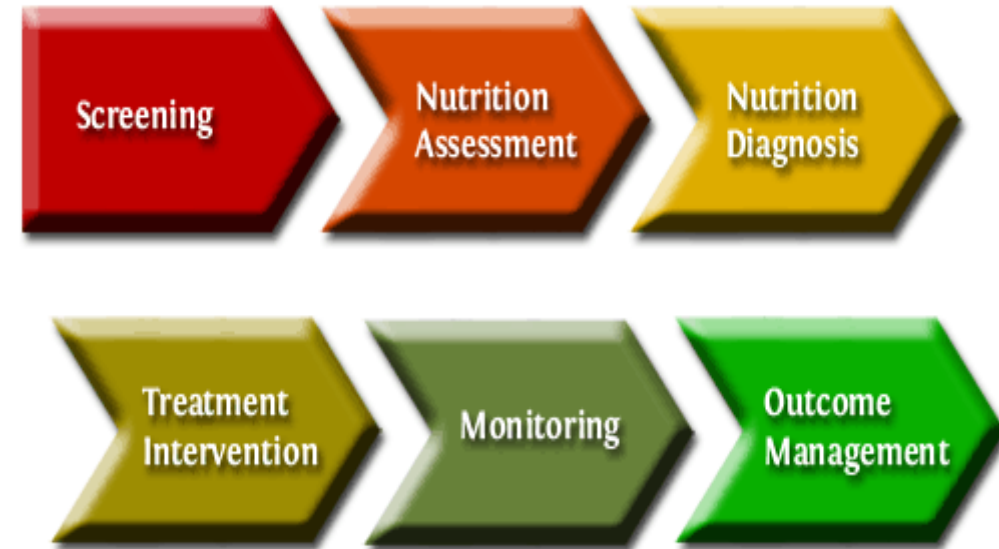 Screening
Nutrition
Assessment
Nutrition
Diagnosis
Treatment
Intervention
Monitoring
Outcome
Management